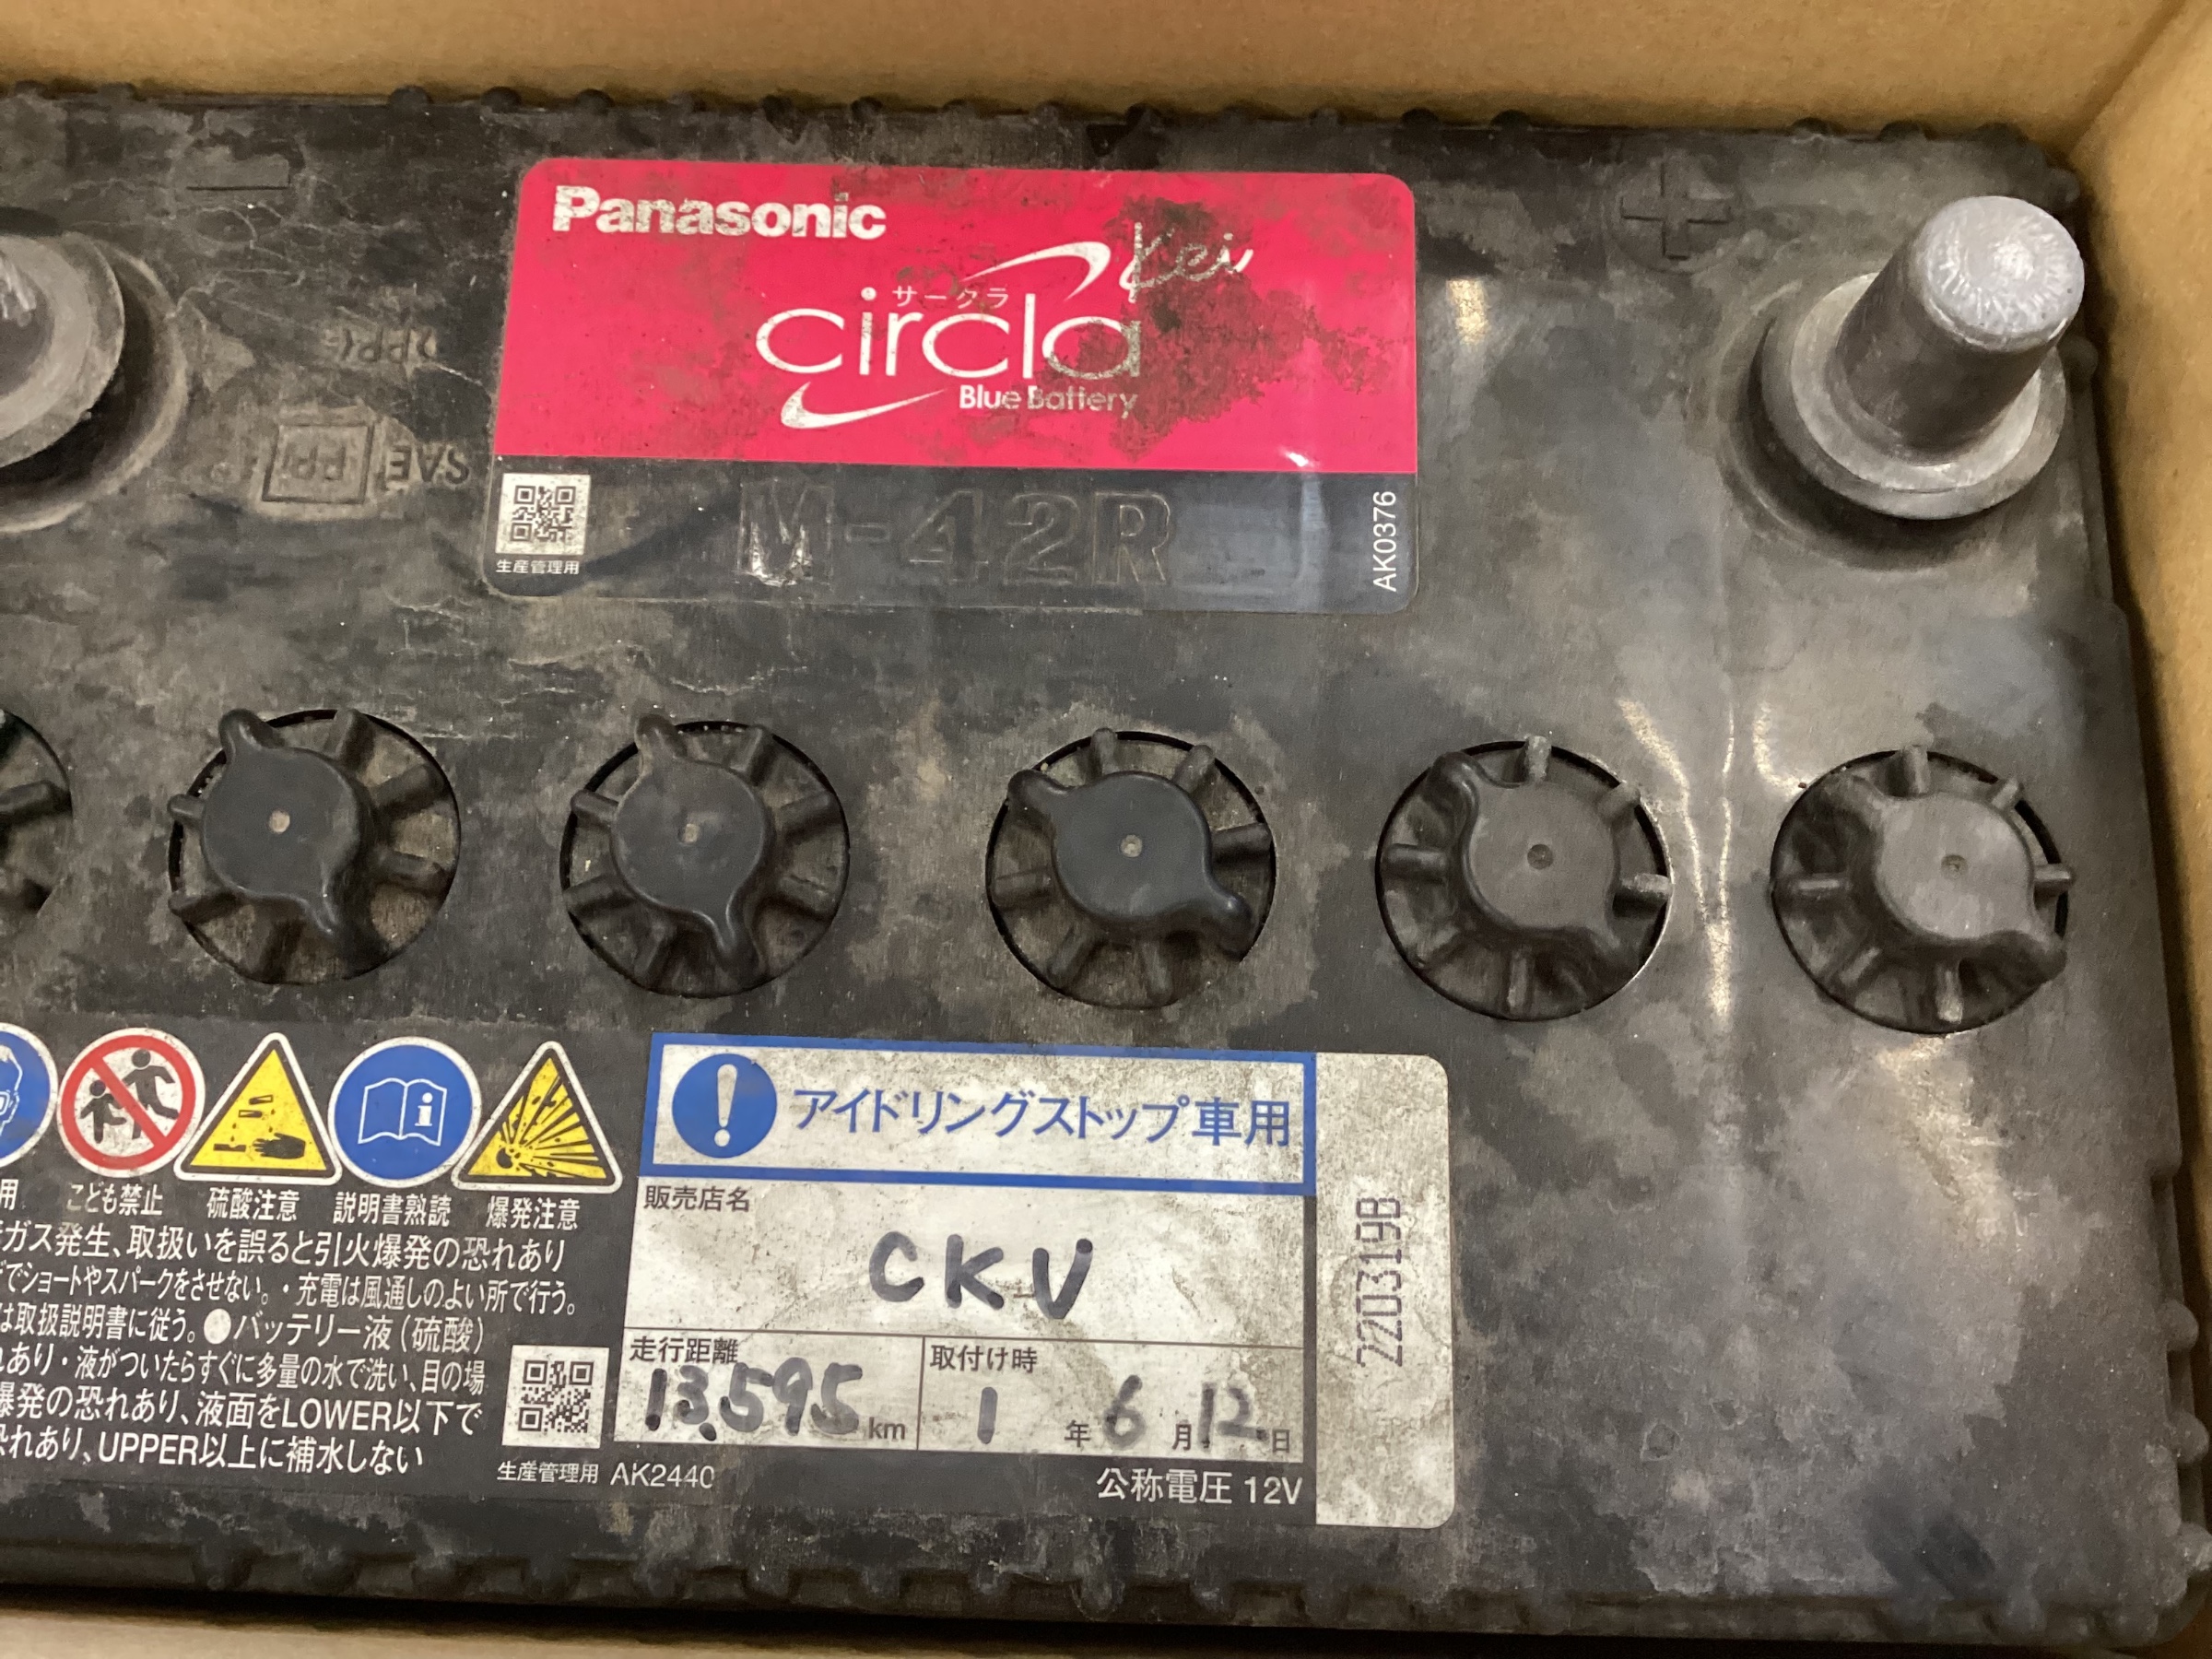 Panasonic
Kei
サークラ
circla
Blue Battery
M-42R
生産管理用
AK0376
SAE
アイドリングストップ車用
販売店名
CKV
走行距離
13,595 km
取付け時
1年6月12日
220319B
用 こども禁止 硫酸注意 説明書熟読 爆発注意
ガス発生、取扱いを誤ると引火爆発の恐れあり
でショートやスパークをさせない。・充電は風通しのよい所で行う。
は取扱説明書に従う。●バッテリー液(硫酸)
れあり・液がついたらすぐに多量の水で洗い、目の場
爆発の恐れあり、液面をLOWER以下で
恐れあり、UPPER以上に補水しない
生産管理用 AK2440
公称電圧 12V